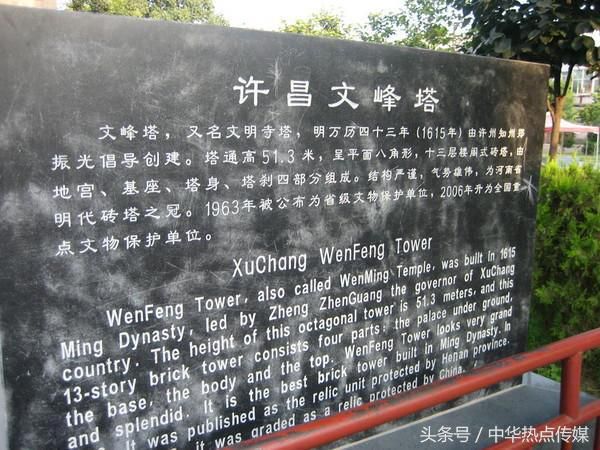 许昌文峰塔
文峰塔，又名文明寺塔，明万历四十三年（1615年）由许州知州郑
振光倡导创建。塔通高51.3米，呈平面八角形，十三层楼阁式砖塔，由
地宫、基座、塔身、塔刹四部分组成。结构严谨，气势雄伟，为河南省
明代砖塔之冠。1963年被公布为省级文物保护单位，2006年升为全国重
点文物保护单位。
XuChang WenFeng Tower
WenFeng Tower, also called WenMing Temple, was built in 1615
Ming Dynasty, led by Zheng ZhenGuang the governor of XuChang
country. The height of this octagonal tower is 51.3 meters, and this
13-story brick tower consists four parts; the palace under ground,
the base, the body and the top. WenFeng Tower looks very grand
and splendid. It is the best brick tower built in Ming Dynasty. In
It was published as the relic unit protected by Henan province.
it was graded as a relic protected by China.
头条号／中华热点传媒